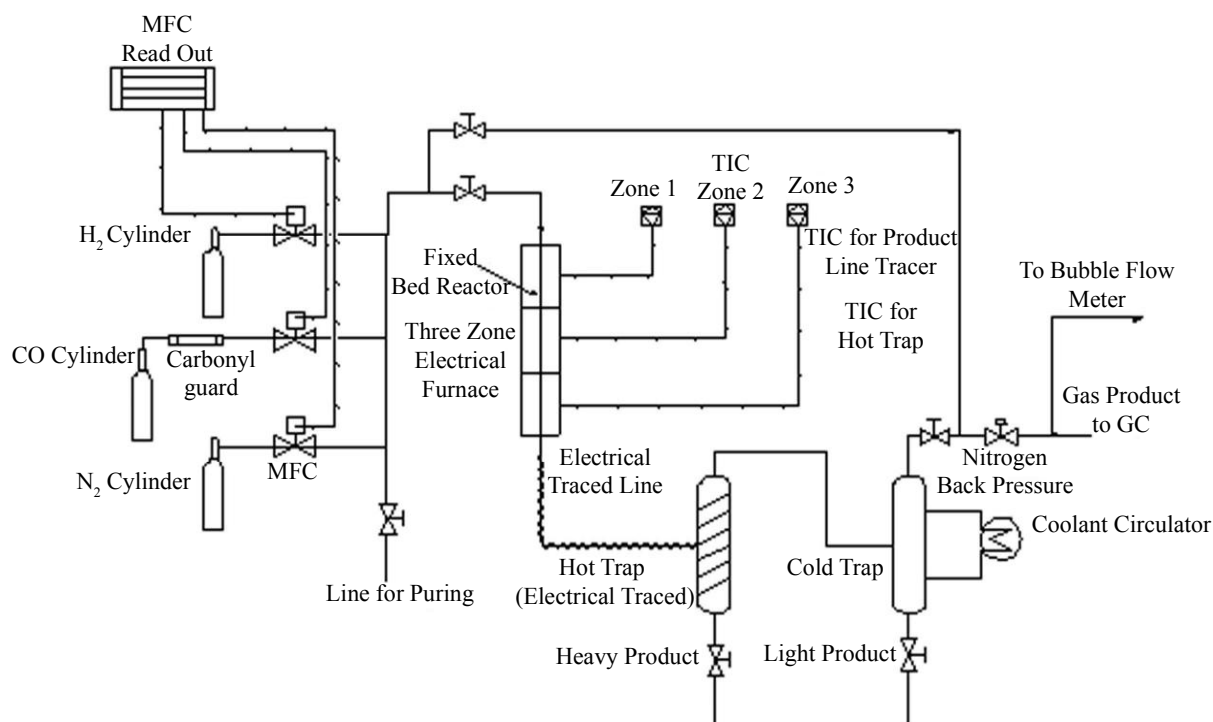 MFC
Read Out
H₂ Cylinder
CO Cylinder
Carbonyl
guard
N₂ Cylinder
MFC
Line for Puring
Fixed
Bed Reactor
Three Zone
Electrical
Furnace
Zone 1
TIC
Zone 2
Zone 3
TIC for Product
Line Tracer
TIC for
Hot Trap
To Bubble Flow
Meter
Gas Product
to GC
Nitrogen
Back Pressure
Electrical
Traced Line
Hot Trap
(Electrical Traced)
Cold Trap
Coolant Circulator
Heavy Product
Light Product